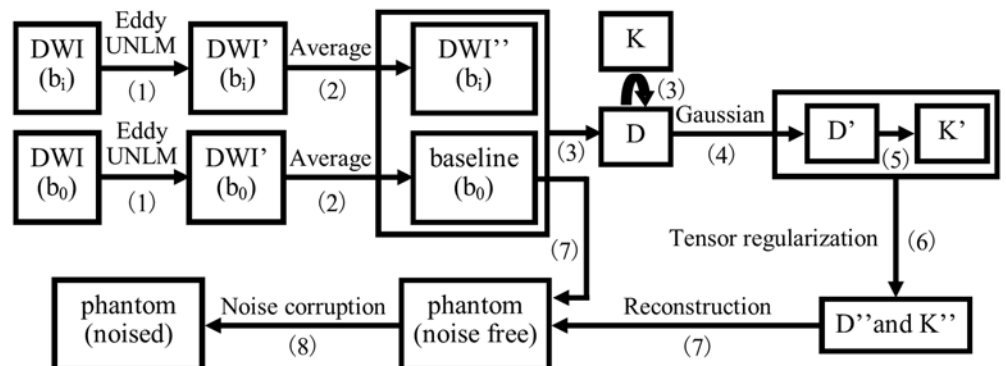 DWI
(bᵢ)
Eddy
UNLM
(1)
DWI’
(bᵢ)
Average
(2)
DWI’’
(bᵢ)
K
(3)
DWI
(b₀)
Eddy
UNLM
(1)
DWI’
(b₀)
Average
(2)
baseline
(b₀)
(3)
D
Gaussian
(4)
D’
(5)
K’
(7)
Tensor regularization
(6)
phantom
(noised)
Noise corruption
(8)
phantom
(noise free)
Reconstruction
(7)
D’’and K’’